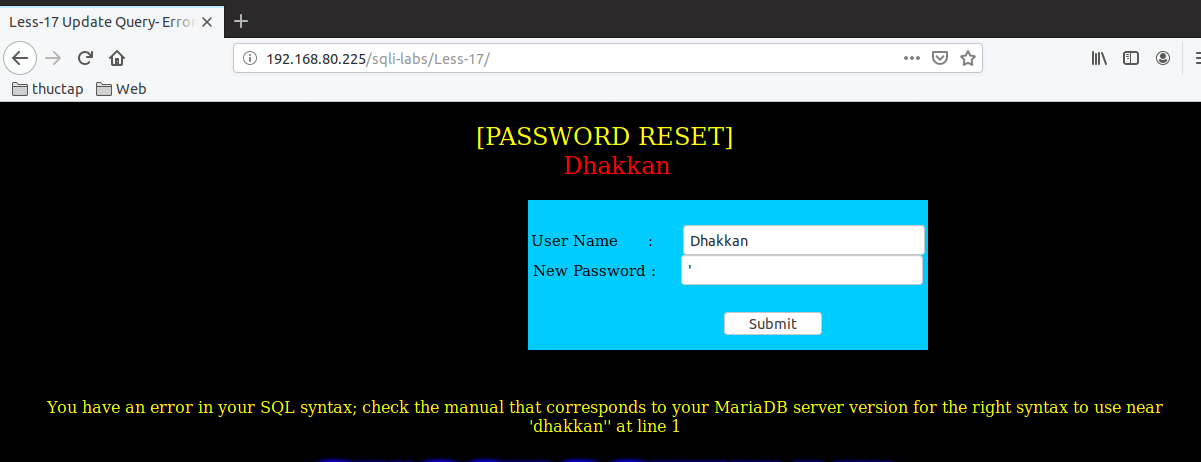 Less-17 Update Query- Error
192.168.80.225/sqli-labs/Less-17/
thuctap Web
[PASSWORD RESET]
Dhakkan
User Name : Dhakkan
New Password : '
Submit
You have an error in your SQL syntax; check the manual that corresponds to your MariaDB server version for the right syntax to use near
'dhakkan'' at line 1